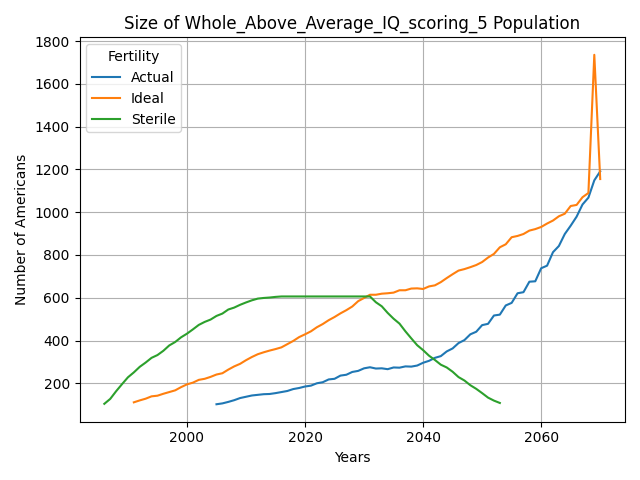 Size of Whole_Above_Average_IQ_scoring_5 Population
1800
1600
1400
1200
1000
800
600
400
200
Number of Americans
Fertility
Actual
Ideal
Sterile
2000
2020
2040
2060
Years